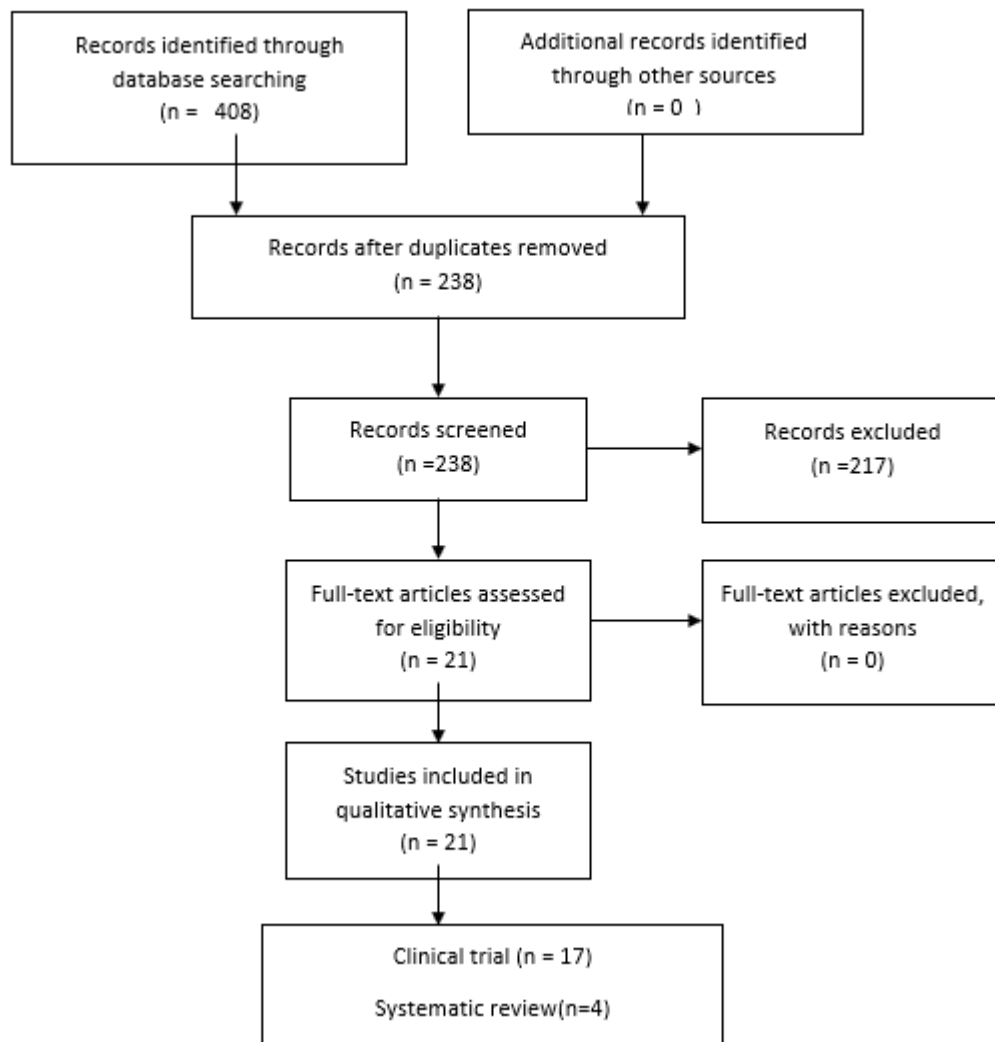 Records identified through
database searching
(n = 408)
Additional records identified
through other sources
(n = 0 )
Records after duplicates removed
(n = 238)
Records screened
(n =238)
Records excluded
(n =217)
Full-text articles assessed
for eligibility
(n = 21)
Full-text articles excluded,
with reasons
(n = 0)
Studies included in
qualitative synthesis
(n = 21)
Clinical trial (n = 17)
Systematic review(n=4)